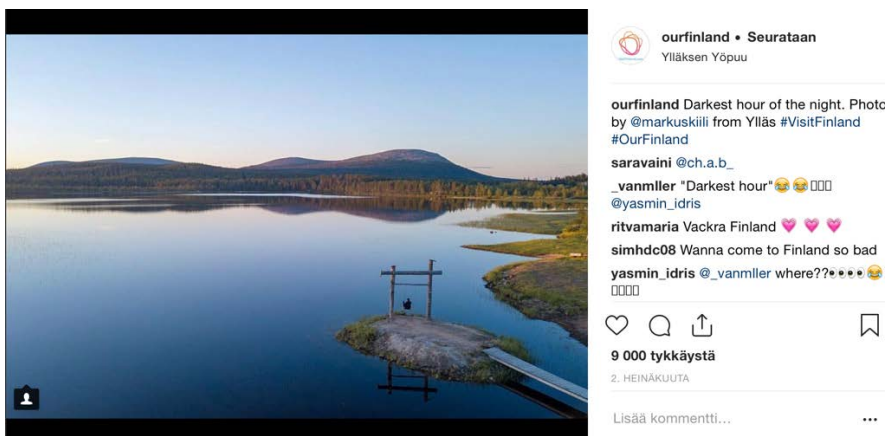 ourfinland • Seurataan
Ylläksen Yöpuu
ourfinland Darkest hour of the night. Photo
by @markuskiili from Ylläs #VisitFinland
#OurFinland
saravaini @ch.a.b_
_vanmller "Darkest hour"😂😂▯▯▯
@yasmin_idris
ritvamaria Vackra Finland 💗 💗 💗
simhdc08 Wanna come to Finland so bad
yasmin_idris @_vanmller where??👀👀😂
▯▯▯▯
9 000 tykkäystä
2. HEINÄKUUTA
Lisää kommentti…